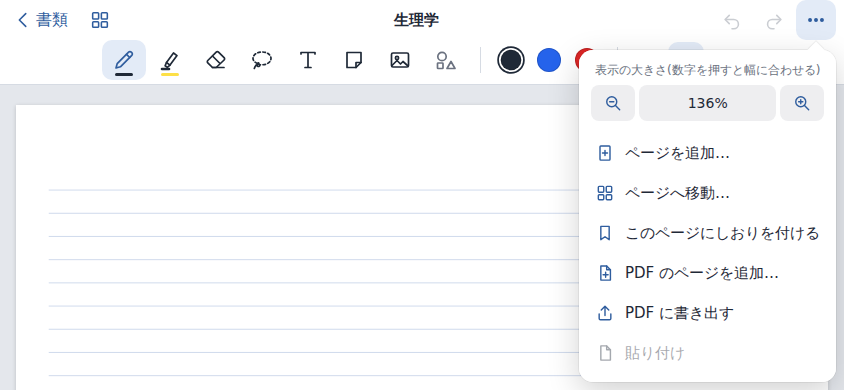 書類
生理学
表示の大きさ(数字を押すと幅に合わせる)
136%
ページを追加...
ページへ移動...
このページにしおりを付ける
PDF のページを追加...
PDF に書き出す
貼り付け